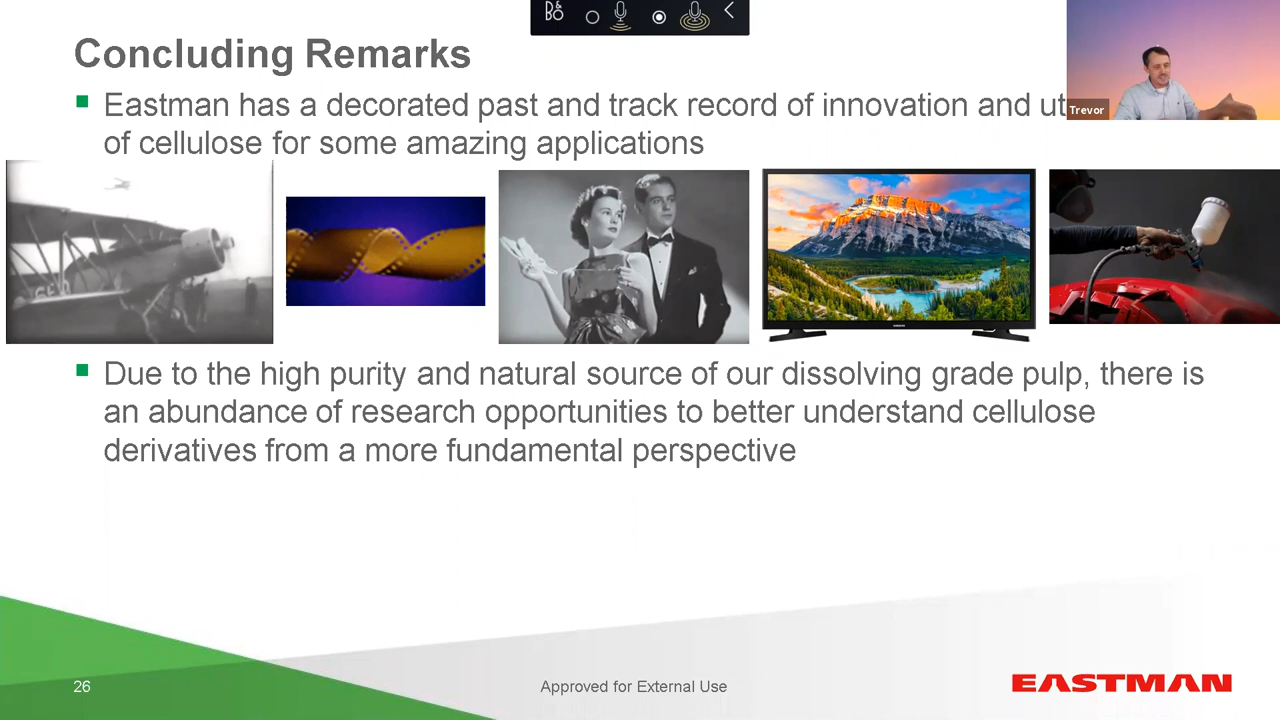 Concluding Remarks
Eastman has a decorated past and track record of innovation and
of cellulose for some amazing applications
Trevor
Due to the high purity and natural source of our dissolving grade pulp, there is
an abundance of research opportunities to better understand cellulose
derivatives from a more fundamental perspective
26
Approved for External Use
EASTMAN